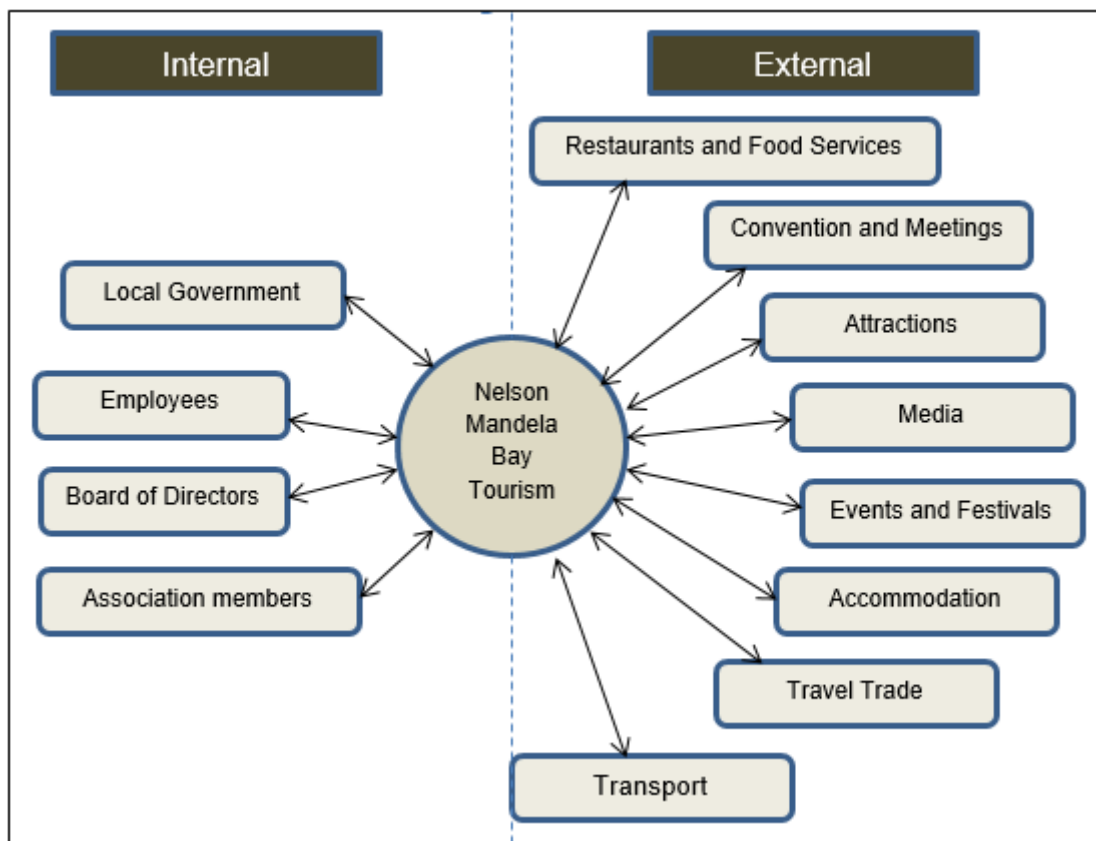 Internal
External
Restaurants and Food Services
Convention and Meetings
Local Government
Attractions
Employees
Nelson
Mandela
Bay
Tourism
Media
Board of Directors
Events and Festivals
Association members
Accommodation
Travel Trade
Transport